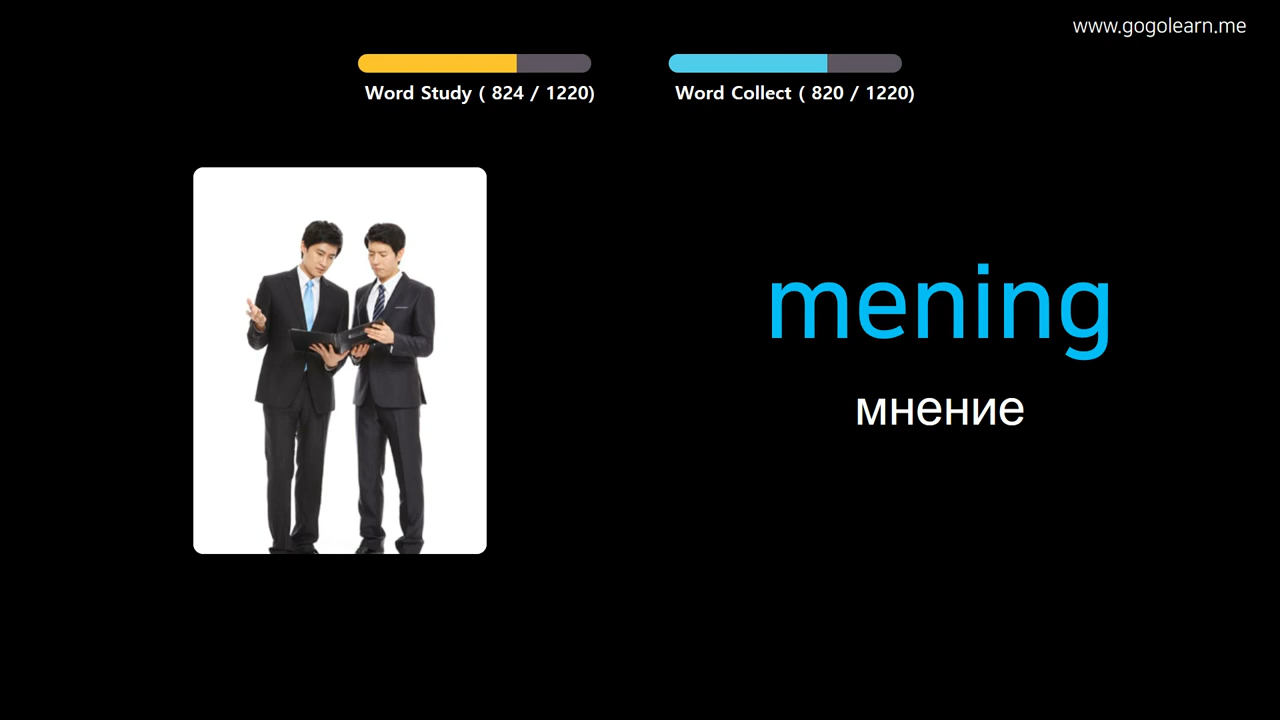 www.gogolearn.me
Word Study ( 824 / 1220)
Word Collect ( 820 / 1220)
mening
мнение